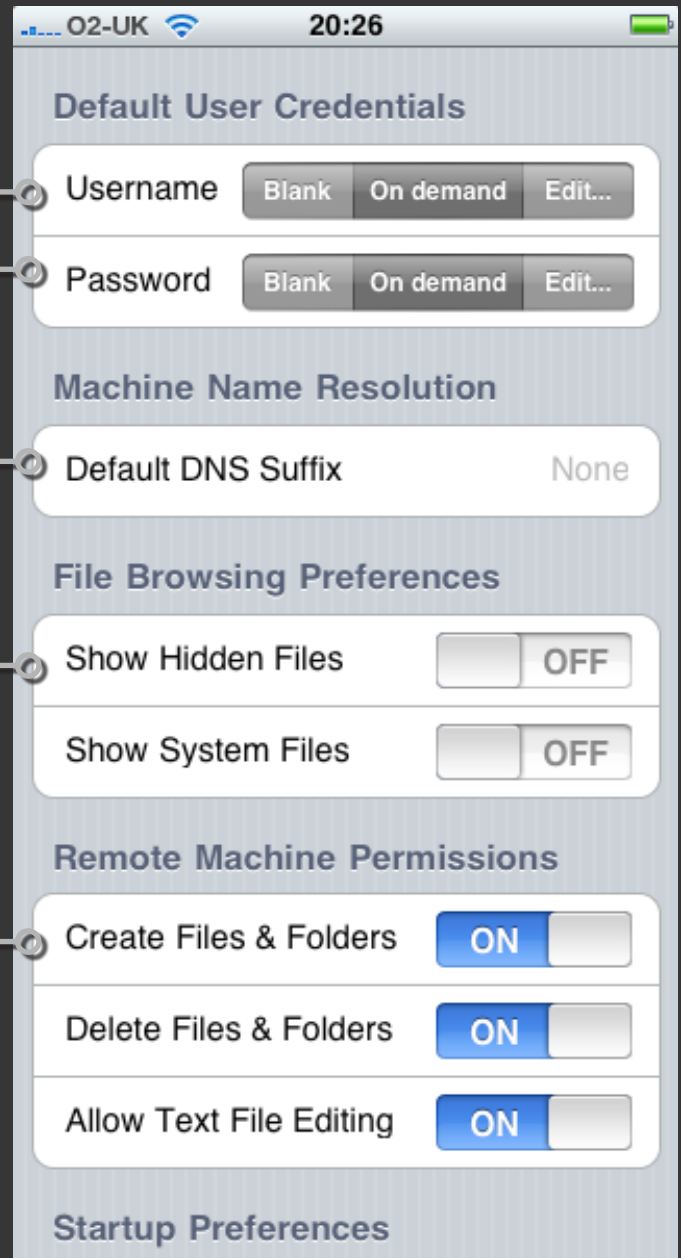 O2-UK 20:26
Default User Credentials
Username Blank On demand Edit...
Password Blank On demand Edit...
Machine Name Resolution
Default DNS Suffix None
File Browsing Preferences
Show Hidden Files OFF
Show System Files OFF
Remote Machine Permissions
Create Files & Folders ON
Delete Files & Folders ON
Allow Text File Editing ON
Startup Preferences